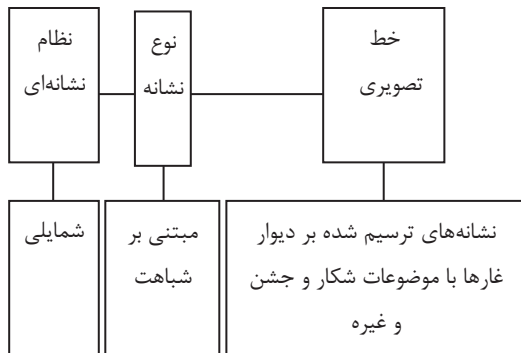 خط
تصویری
نوع
نشانه
نظام
نشانه‌ای
نشانه‌های ترسیم شده بر دیوار
غارها با موضوعات شکار و جشن
و غیره
مبتنی بر
شباهت
شمایلی